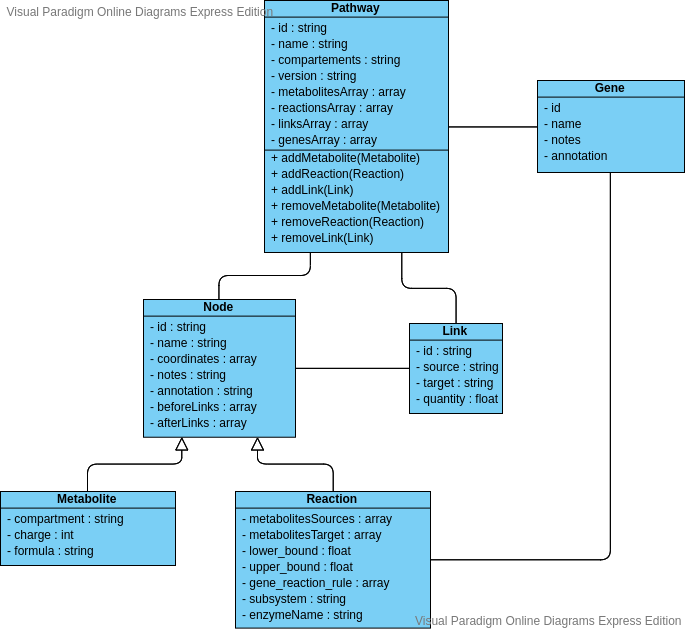 Visual Paradigm Online Diagrams Express Edition
Pathway
- id : string
- name : string
- compartements : string
- version : string
- metabolitesArray : array
- reactionsArray : array
- linksArray : array
- genesArray : array
+ addMetabolite(Metabolite)
+ addReaction(Reaction)
+ addLink(Link)
+ removeMetabolite(Metabolite)
+ removeReaction(Reaction)
+ removeLink(Link)
Gene
- id
- name
- notes
- annotation
Node
- id : string
- name : string
- coordinates : array
- notes : string
- annotation : string
- beforeLinks : array
- afterLinks : array
Link
- id : string
- source : string
- target : string
- quantity : float
Metabolite
- compartment : string
- charge : int
- formula : string
Reaction
- metabolitesSources : array
- metabolitesTarget : array
- lower_bound : float
- upper_bound : float
- gene_reaction_rule : array
- subsystem : string
- enzymeName : string
Visual Paradigm Online Diagrams Express Edition